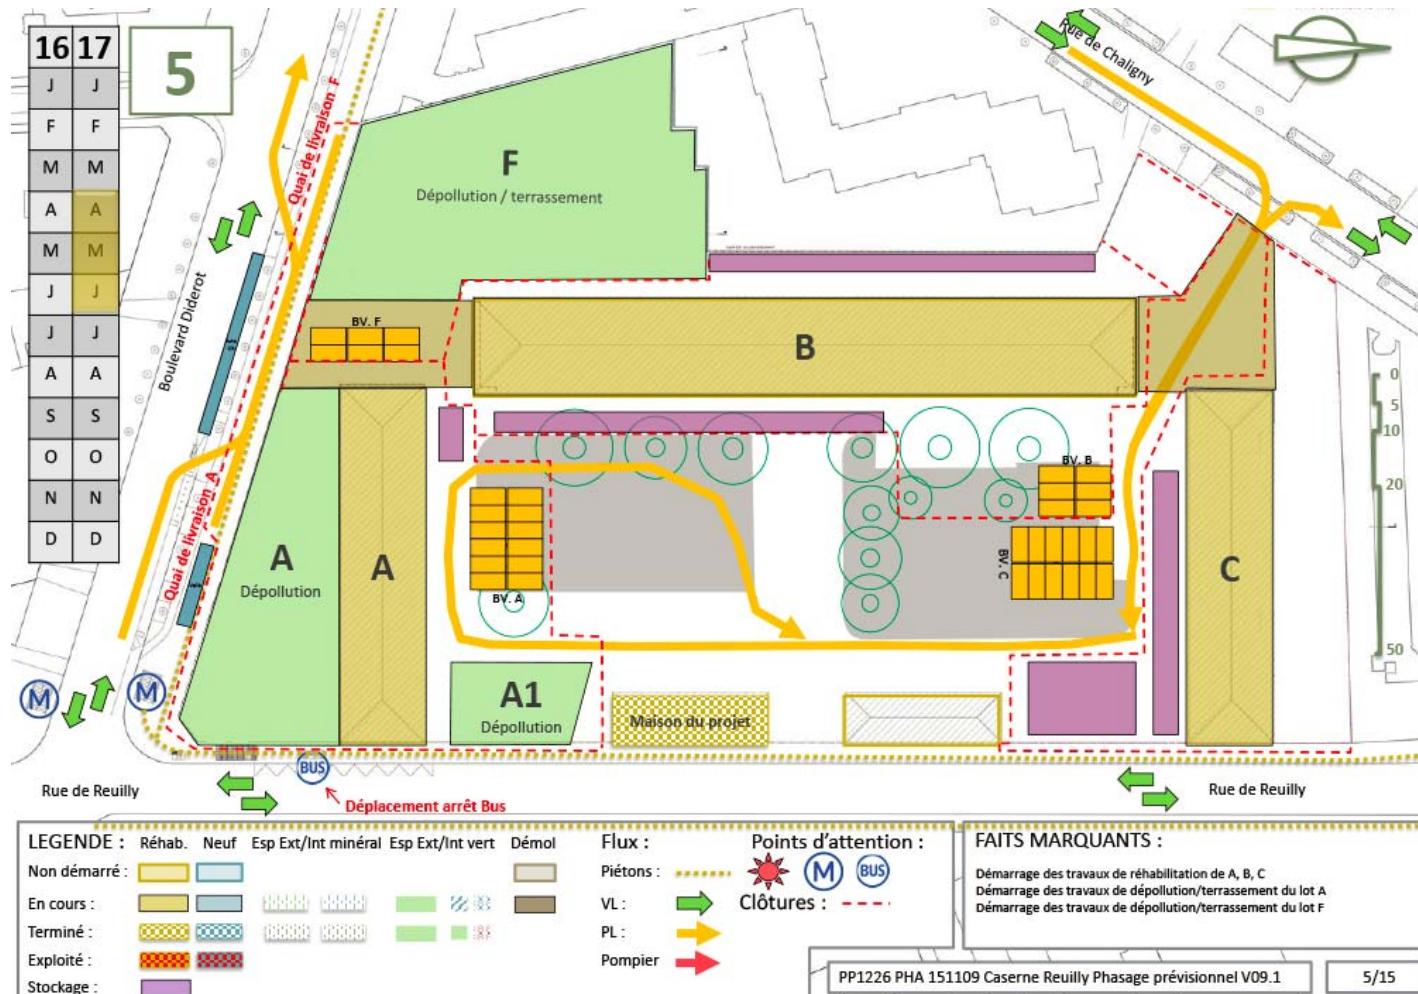 16 17
J J
F F
M M
A A
M M
J J
J J
A A
S S
O O
N N
D D
5
Quai de livraison F
Rue de Chaligny
F
Dépollution / terrassement
Boulevard Diderot
BV. F
B
0
5
10
20
50
Quai de livraison A
A
Dépollution
A
BV. A
BV. B
BV. C
C
A1
Dépollution
Maison du projet
M
M
BUS
Rue de Reuilly
Déplacement arrêt Bus
Rue de Reuilly
LEGENDE : Réhab. Neuf Esp Ext/Int minéral Esp Ext/Int vert Démol
Non démarré :
En cours :
Terminé :
Exploité :
Stockage :
Flux :
Piétons :
VL :
PL :
Pompier
Points d'attention :
M BUS
Clôtures :
FAITS MARQUANTS :
Démarrage des travaux de réhabilitation de A, B, C
Démarrage des travaux de dépollution/terrassement du lot A
Démarrage des travaux de dépollution/terrassement du lot F
PP1226 PHA 151109 Caserne Reuilly Phasage prévisionnel V09.1
5/15